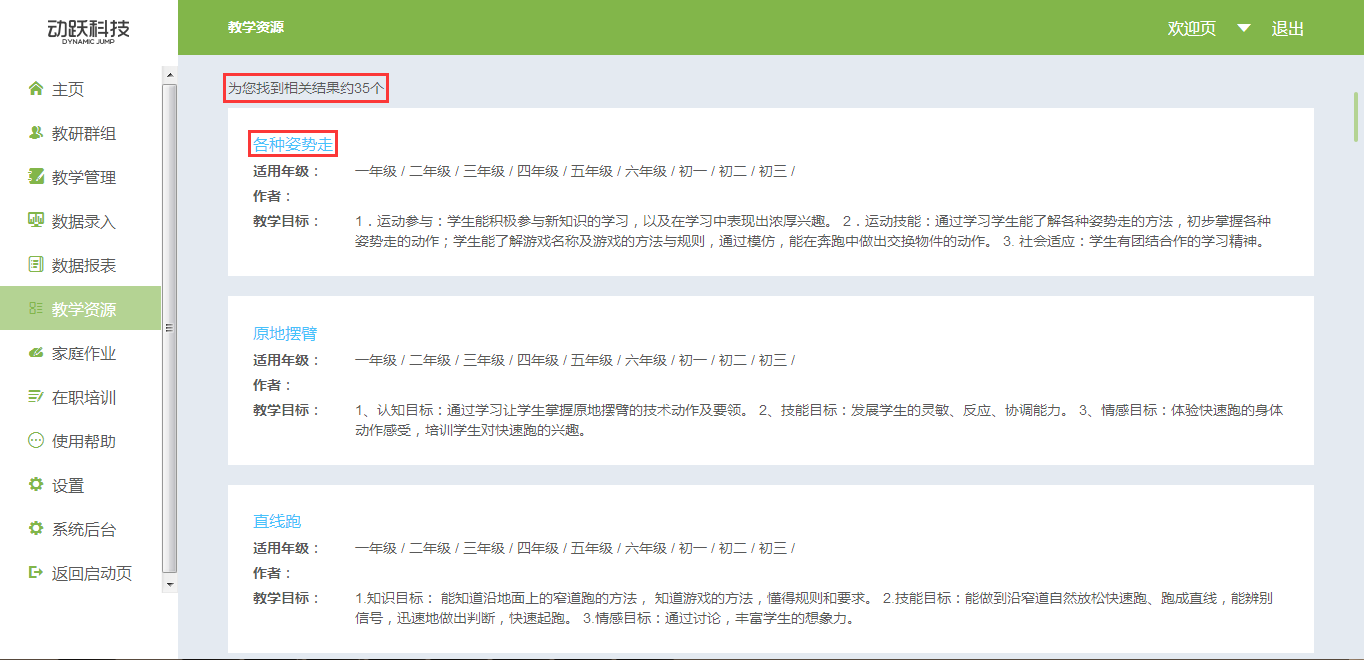 动跃科技
DYNAMIC JUMP
教学资源
欢迎页
退出
主页
教研群组
教学管理
数据录入
数据报表
教学资源
家庭作业
在职培训
使用帮助
设置
系统后台
返回启动页
为您找到相关结果约35个
各种姿势走
适用年级： 一年级 / 二年级 / 三年级 / 四年级 / 五年级 / 六年级 / 初一 / 初二 / 初三 /
作者：
教学目标： 1．运动参与：学生能积极参与新知识的学习，以及在学习中表现出浓厚兴趣。 2．运动技能：通过学习学生能了解各种姿势走的方法，初步掌握各种
姿势走的动作；学生能了解游戏名称及游戏的方法与规则，通过模仿，能在奔跑中做出交换物件的动作。 3. 社会适应：学生有团结合作的学习精神。
原地摆臂
适用年级： 一年级 / 二年级 / 三年级 / 四年级 / 五年级 / 六年级 / 初一 / 初二 / 初三 /
作者：
教学目标： 1、认知目标：通过学习让学生掌握原地摆臂的技术动作及要领。 2、技能目标：发展学生的灵敏、反应、协调能力。 3、情感目标：体验快速跑的身体
动作感受，培训学生对快速跑的兴趣。
直线跑
适用年级： 一年级 / 二年级 / 三年级 / 四年级 / 五年级 / 六年级 / 初一 / 初二 / 初三 /
作者：
教学目标： 1.知识目标： 能知道沿地面上的窄道跑的方法， 知道游戏的方法，懂得规则和要求。 2.技能目标：能做到沿窄道自然放松快速跑、跑成直线，能辨别
信号，迅速地做出判断，快速起跑。 3.情感目标：通过讨论，丰富学生的想象力。